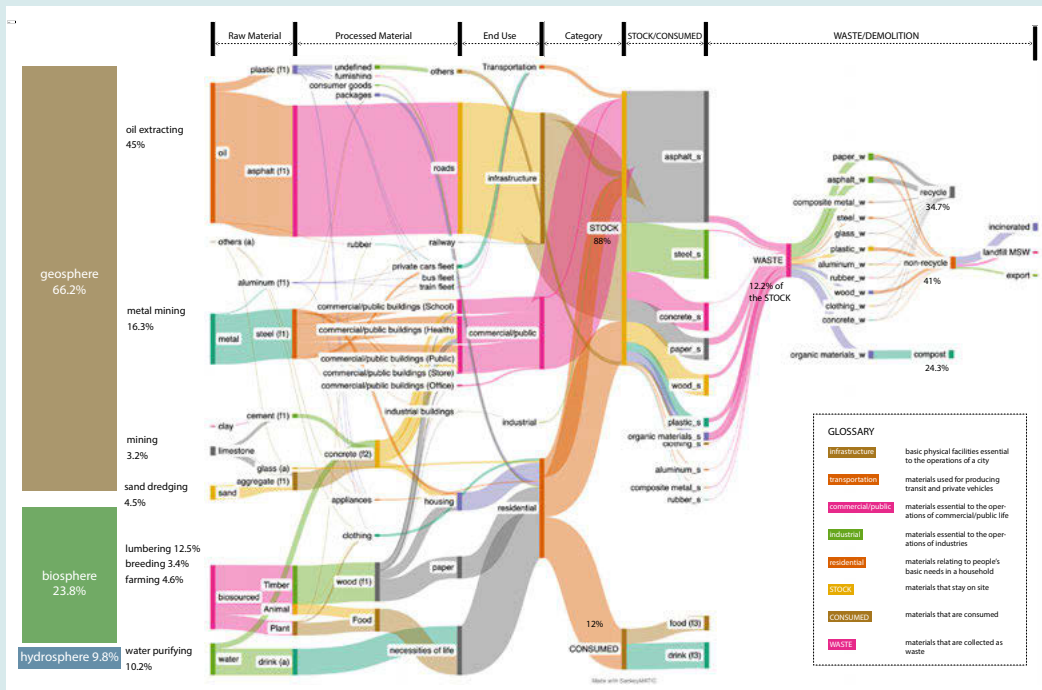 Raw Material
Processed Material
End Use
Category
STOCK/CONSUMED
WASTE/DEMOLITION
geosphere
66.2%
biosphere
23.8%
hydrosphere 9.8%
oil extracting
45%
metal mining
16.3%
mining
3.2%
sand dredging
4.5%
lumbering 12.5%
breeding 3.4%
farming 4.6%
water purifying
10.2%
oil
others (a)
metal
clay
limestone
sand
biosourced
water
plastic (f1)
asphalt (f1)
aluminum (f1)
steel (f1)
cement (f1)
glass (a)
aggregate (f1)
Timber
Animal
Plant
drink (a)
undefined
furnishing
consumer goods
packages
rubber
concrete (f2)
appliances
clothing
wood (f1)
Food
others
roads
railway
private cars fleet
bus fleet
train fleet
commercial/public buildings (School)
commercial/public buildings (Health)
commercial/public buildings (Public)
commercial/public buildings (Store)
commercial/public buildings (Office)
industrial buildings
housing
paper
necessities of life
Transportation
infrastructure
commercial/public
industrial
residential
STOCK
88%
12%
CONSUMED
asphalt_s
steel_s
concrete_s
paper_s
wood_s
plastic_s
organic materials_s
clothing_s
aluminum_s
composite metal_s
rubber_s
food (f3)
drink (f3)
WASTE
12.2% of
the STOCK
paper_w
asphalt_w
composite metal_w
steel_w
glass_w
plastic_w
aluminum_w
rubber_w
wood_w
clothing_w
concrete_w
organic materials_w
recycle
34.7%
non-recycle
41%
compost
24.3%
incinerated
landfill MSW
export
GLOSSARY
infrastructure
basic physical facilities essential
to the operations of a city
transportation
materials used for producing
transit and private vehicles
commercial/public
materials essential to the oper-
ations of commercial/public life
industrial
materials essential to the oper-
ations of industries
residential
materials relating to people's
basic needs in a household
STOCK
materials that stay on site
CONSUMED
materials that are consumed
WASTE
materials that are collected as
waste
Made with SankeyMATIC